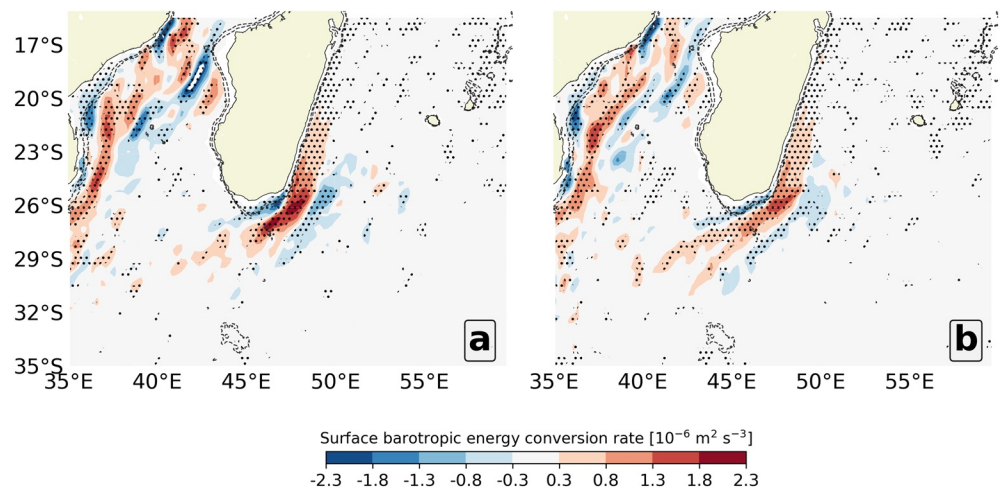 17°S
20°S
23°S
26°S
29°S
32°S
35°S
a
b
35°E 40°E 45°E 50°E 55°E 35°E 40°E 45°E 50°E 55°E
Surface barotropic energy conversion rate [10⁻⁶ m² s⁻³]
-2.3 -1.8 -1.3 -0.8 -0.3 0.3 0.8 1.3 1.8 2.3